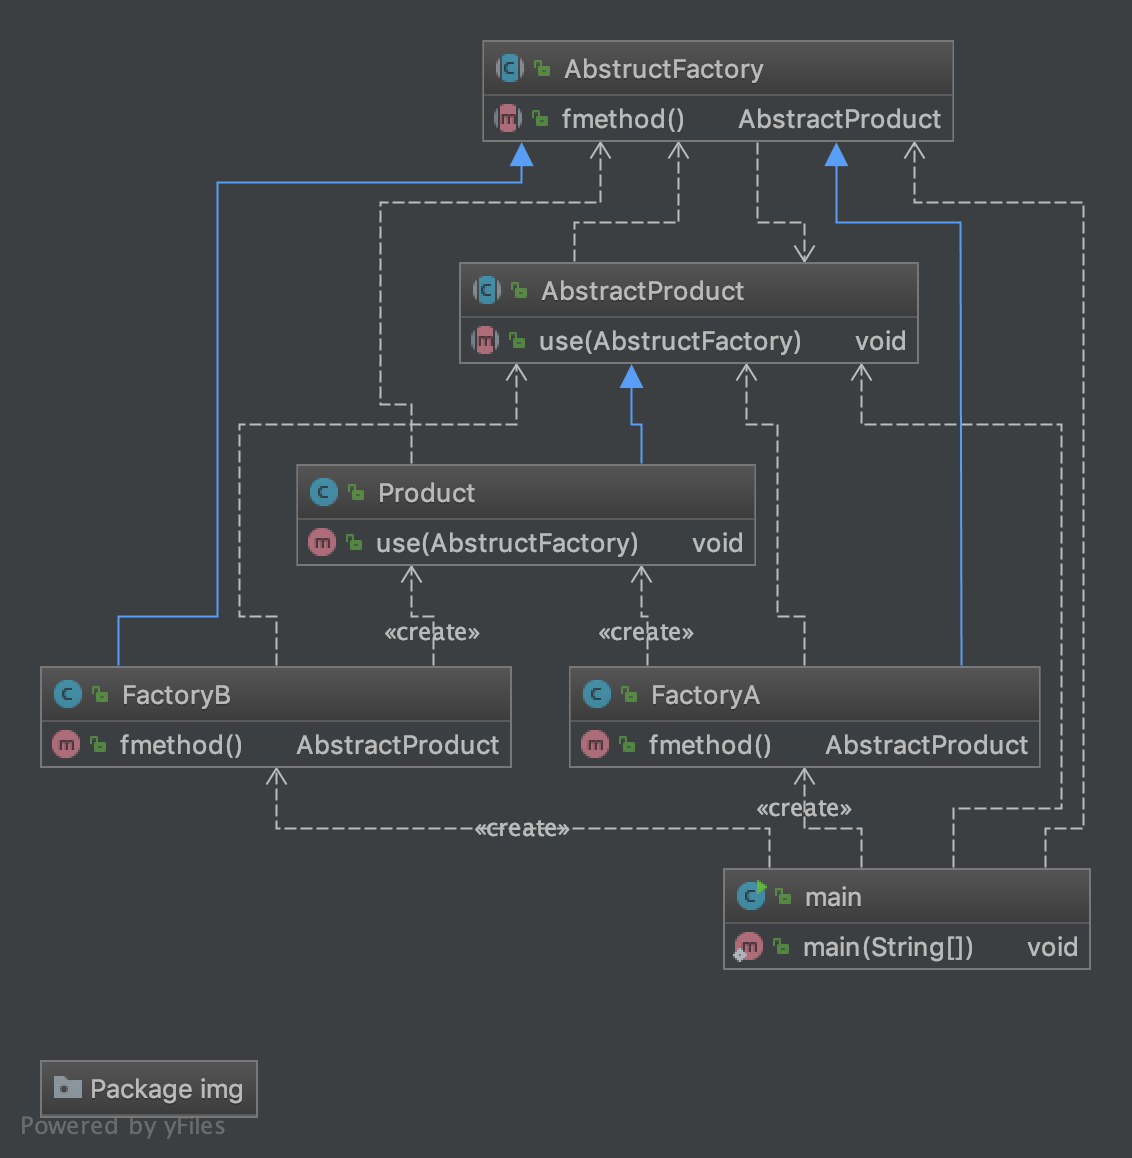 AbstructFactory
fmethod() AbstractProduct
AbstractProduct
use(AbstructFactory) void
Product
use(AbstructFactory) void
«create» «create»
FactoryB
fmethod() AbstractProduct
FactoryA
fmethod() AbstractProduct
«create»
«create»
main
main(String[]) void
Package img
Powered by yFiles